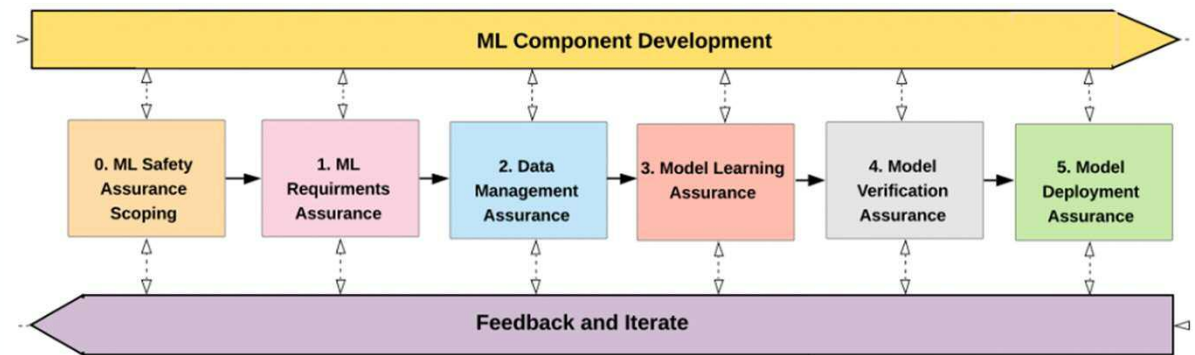 ML Component Development
0. ML Safety
Assurance
Scoping
1. ML
Requirments
Assurance
2. Data
Management
Assurance
3. Model Learning
Assurance
4. Model
Verification
Assurance
5. Model
Deployment
Assurance
Feedback and Iterate